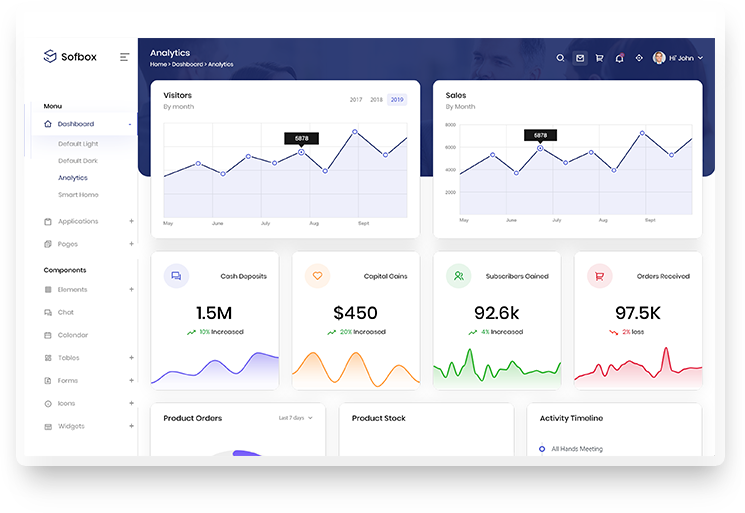 Sofbox
Menu
Dashboard -
Default Light
Default Dark
Analytics
Smart Home
Applications +
Pages +
Components
Elements +
Chat
Calendar
Tables +
Forms +
Icons +
Widgets +
Analytics
Home > Dashboard > Analytics
Hi' John
Visitors
By month
2017 2018 2019
5878
May June July Aug Sept
Sales
By Month
8000
6000
4000
2000
5878
May June July Aug Sept
Cash Deposits
1.5M
10% Increased
Capital Gains
$450
20% Increased
Subscribers Gained
92.6k
4% Increased
Orders Received
97.5K
2% loss
Product Orders
Last 7 days
Product Stock
Activity Timeline
All Hands Meeting